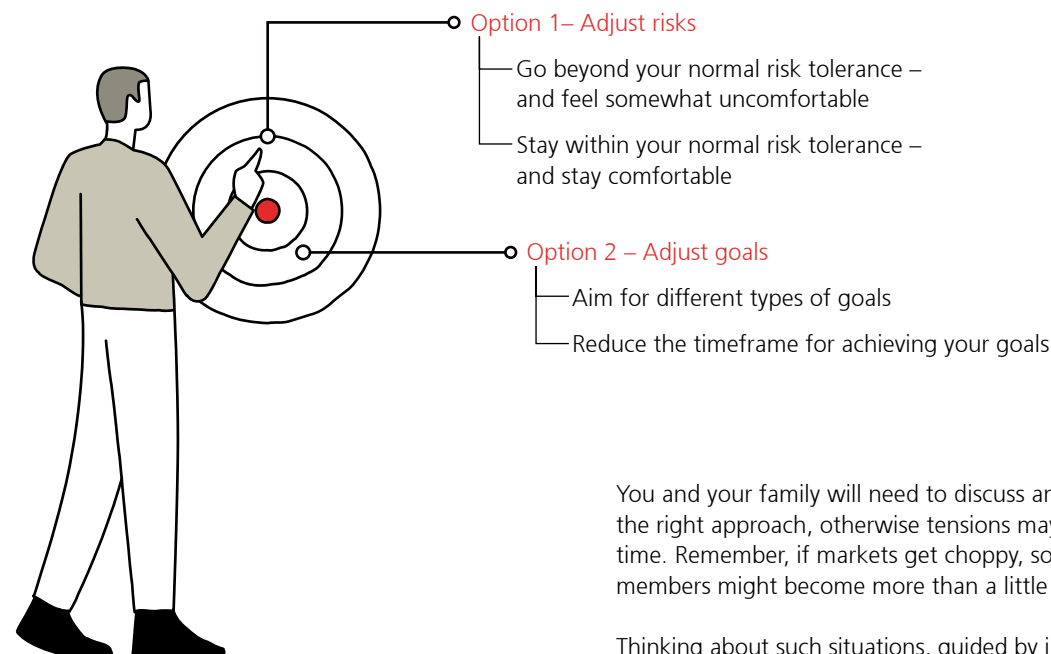 Option 1– Adjust risks
Go beyond your normal risk tolerance –
and feel somewhat uncomfortable
Stay within your normal risk tolerance –
and stay comfortable
Option 2 – Adjust goals
Aim for different types of goals
Reduce the timeframe for achieving your goals
You and your family will need to discuss
the right approach, otherwise tensions may
time. Remember, if markets get choppy,
members might become more than a little
Thinking about such situations, guided by